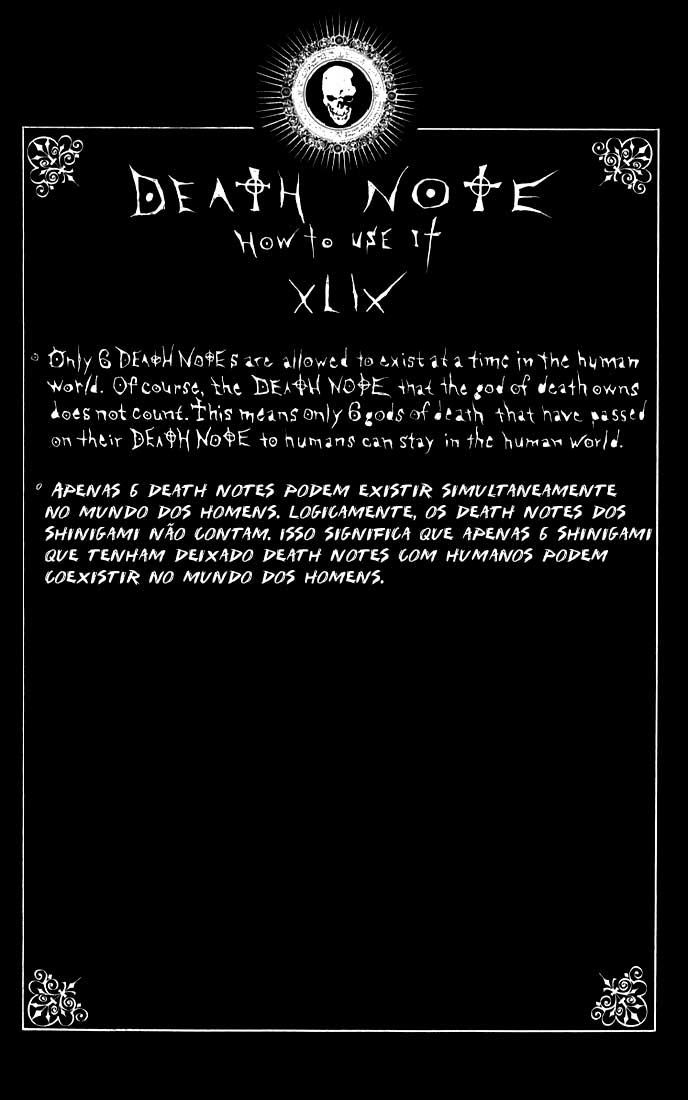 DEATH NOTE
How to use it
XLIX
Only 6 DEATH NOTEs are allowed to exist at a time in the human
world. Of course, the DEATH NOTE that the god of death owns
does not count. This means only 6 gods of death that have passed
on their DEATH NOTE to humans can stay in the human world.
APENAS 6 DEATH NOTES PODEM EXISTIR SIMULTANEAMENTE
NO MUNDO DOS HOMENS. LOGICAMENTE, OS DEATH NOTES DOS
SHINIGAMI NÃO CONTAM. ISSO SIGNIFICA QUE APENAS 6 SHINIGAMI
QUE TENHAM DEIXADO DEATH NOTES COM HUMANOS PODEM
COEXISTIR NO MUNDO DOS HOMENS.